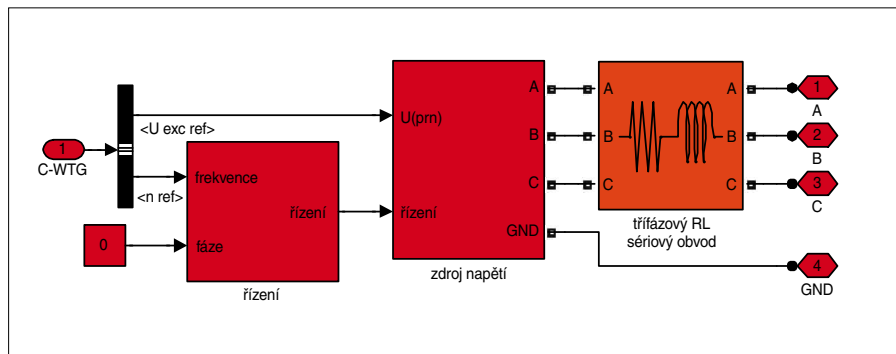 1
C-WTG
<U exc ref>
<n ref>
0
frekvence
fáze
řízení
řízení
U(prn)
řízení
A
B
C
GND
zdroj napětí
A
B
C
A
B
C
třífázový RL
sériový obvod
1
A
2
B
3
C
4
GND